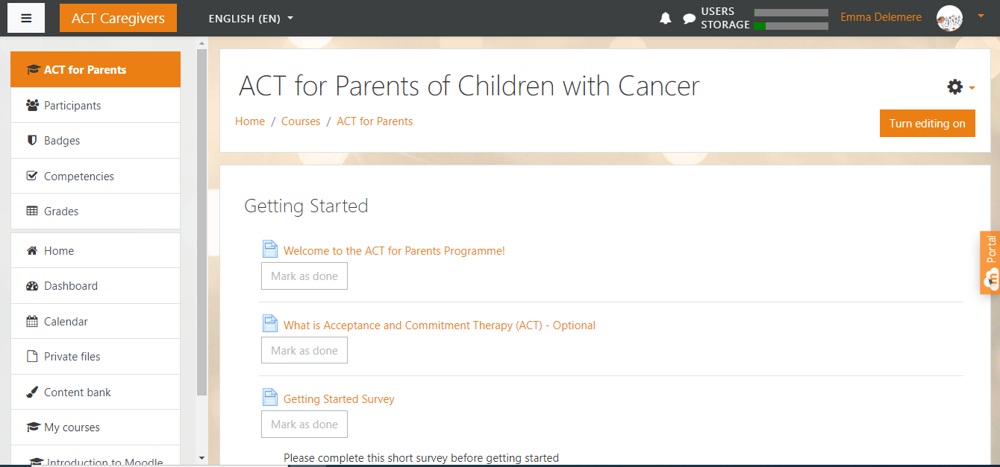 ACT Caregivers
ENGLISH (EN)
USERS
STORAGE
Emma Delemere
ACT for Parents
Participants
Badges
Competencies
Grades
Home
Dashboard
Calendar
Private files
Content bank
My courses
Introduction to Moodle
ACT for Parents of Children with Cancer
Home / Courses / ACT for Parents
Turn editing on
Getting Started
Welcome to the ACT for Parents Programme!
Mark as done
What is Acceptance and Commitment Therapy (ACT) - Optional
Mark as done
Getting Started Survey
Mark as done
Please complete this short survey before getting started
Portal